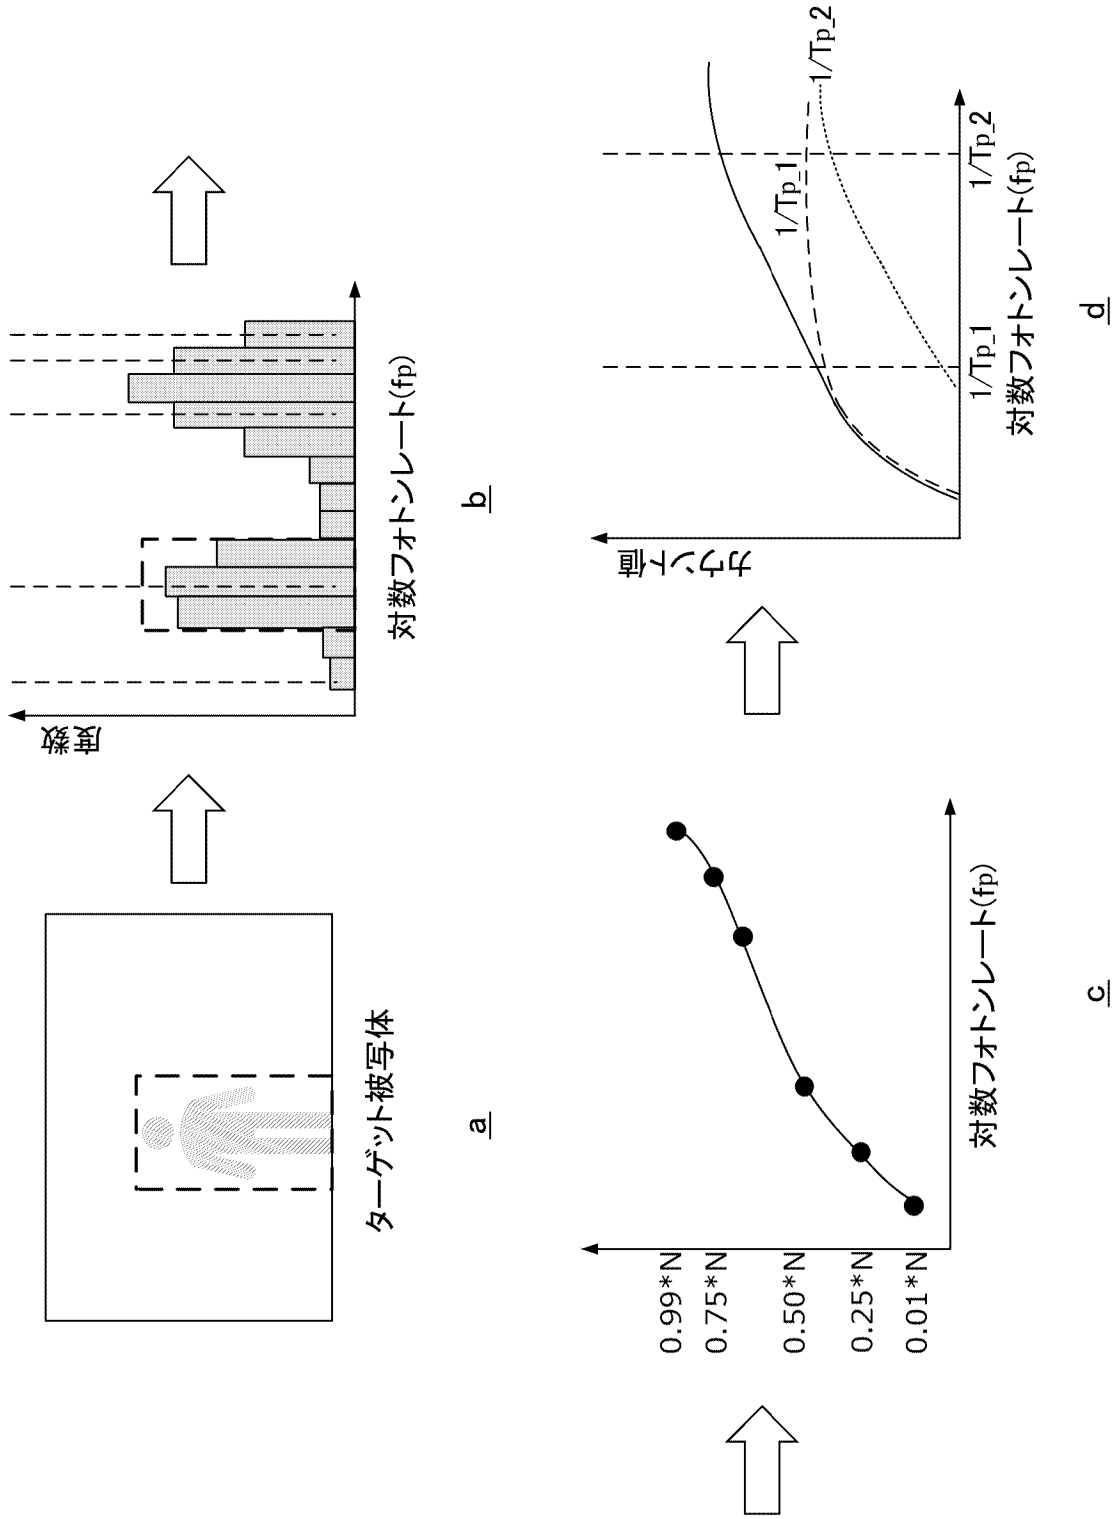 ターゲット被写体
a
度数
対数フォトンレート(fp)
b
0.99*N
0.75*N
0.50*N
0.25*N
0.01*N
対数フォトンレート(fp)
c
カウント値
1/Tp_1
1/Tp_2
1/Tp_1
1/Tp_2
対数フォトンレート(fp)
d